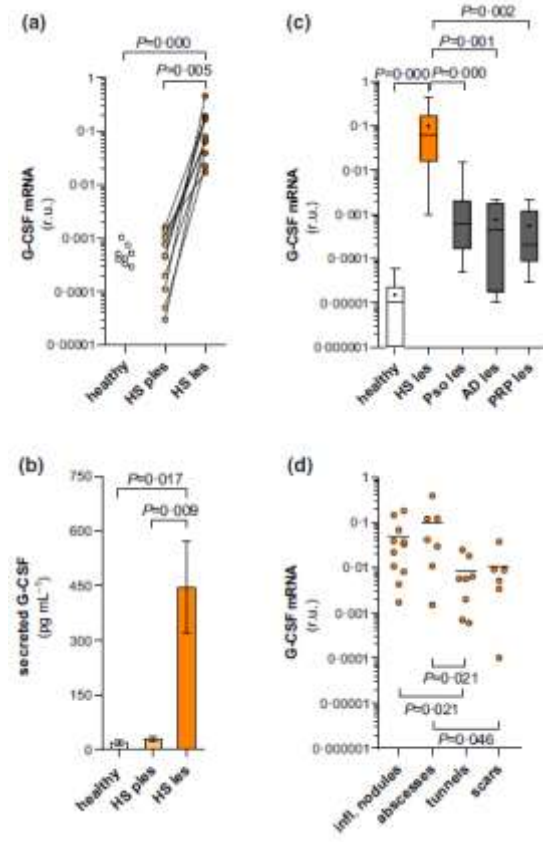 (a)
P=0·000
P=0·005
1
0·1
0·01
0·001
0·0001
0·00001
G-CSF mRNA
(r.u.)
healthy
HS ples
HS les
(c)
P=0·002
P=0·001
P=0·000 P=0·000
1
0·1
0·01
0·001
0·0001
0·00001
0·000001
G-CSF mRNA
(r.u.)
healthy
HS les
Pso les
AD les
PRP les
(b)
P=0·017
P=0·009
750
600
450
300
150
0
secreted G-CSF
(pg mL⁻¹)
healthy
HS ples
HS les
(d)
1
0·1
0·01
0·001
0·0001
0·00001
0·000001
G-CSF mRNA
(r.u.)
P=0·021
P=0·021
P=0·046
infl. nodules
abscesses
tunnels
scars